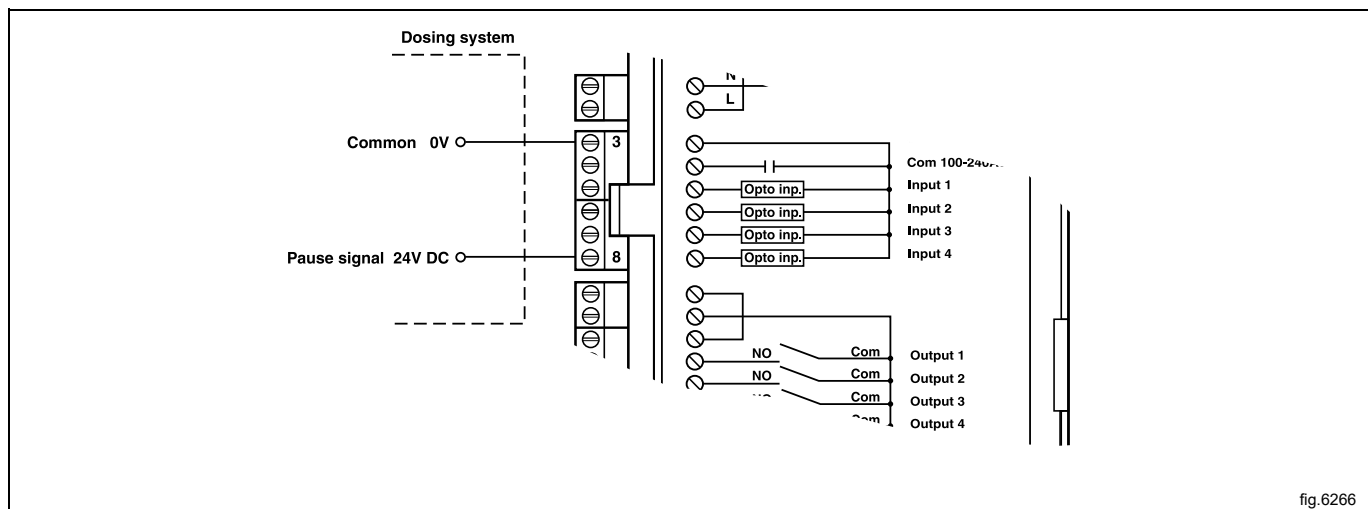 Dosing system
L
Common 0V
3
Com
Opto inp. Input 1
Opto inp. Input 2
Opto inp. Input 3
Opto inp. Input 4
Pause signal 24V DC
8
NO Com Output 1
NO Com Output 2
Com Output 3
Output 4
fig.6266